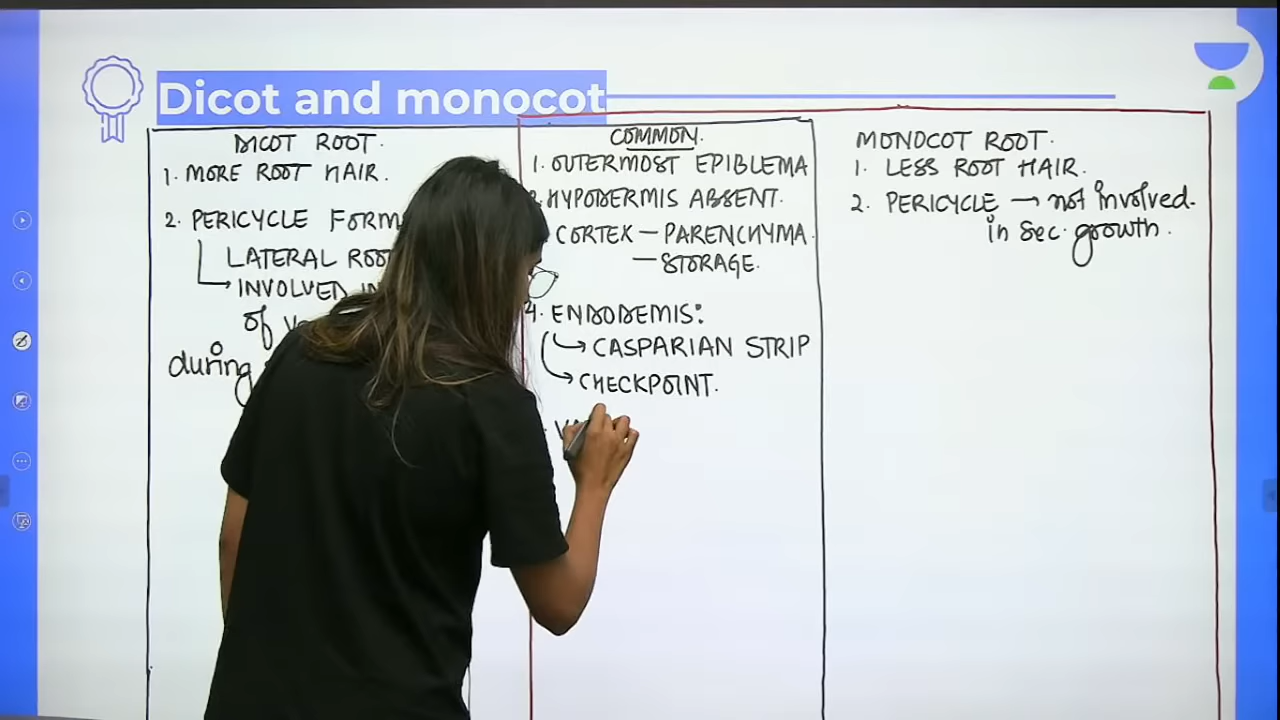 Dicot and monocot
DICOT ROOT.
1. MORE ROOT HAIR.
2. PERICYCLE FORM
LATERAL ROO
INVOLVED IN
of
during
COMMON.
1. OUTERMOST EPIBLEMA
HYPODERMIS ABSENT.
CORTEX — PARENCHYMA.
— STORAGE.
4. ENDODEMIS:
CASPARIAN STRIP
CHECKPOINT.
MONOCOT ROOT.
1. LESS ROOT HAIR.
2. PERICYCLE → not involved.
in Sec. growth.